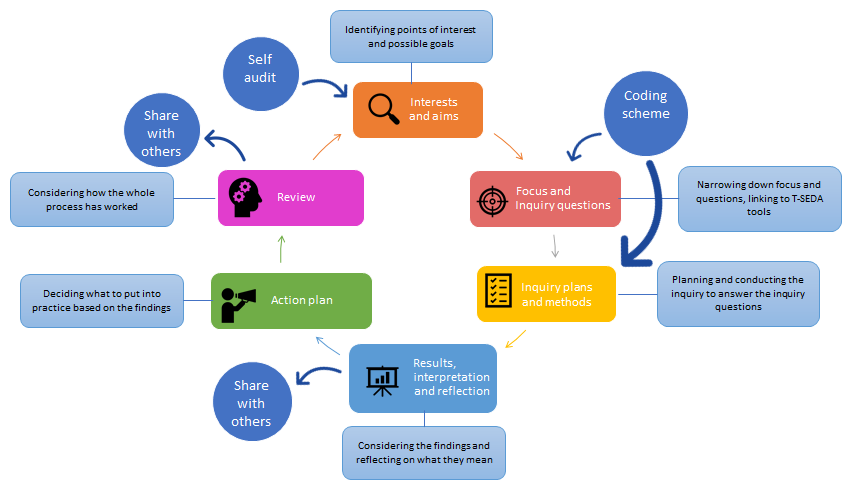 Identifying points of interest
and possible goals
Self
audit
Interests
and aims
Coding
scheme
Share
with
others
Considering how the whole
process has worked
Review
Focus and
Inquiry questions
Narrowing down focus and
questions, linking to T-SEDA
tools
Deciding what to put into
practice based on the findings
Action plan
Inquiry plans
and methods
Planning and conducting the
inquiry to answer the inquiry
questions
Results,
interpretation
and reflection
Share
with
others
Considering the findings and
reflecting on what they mean